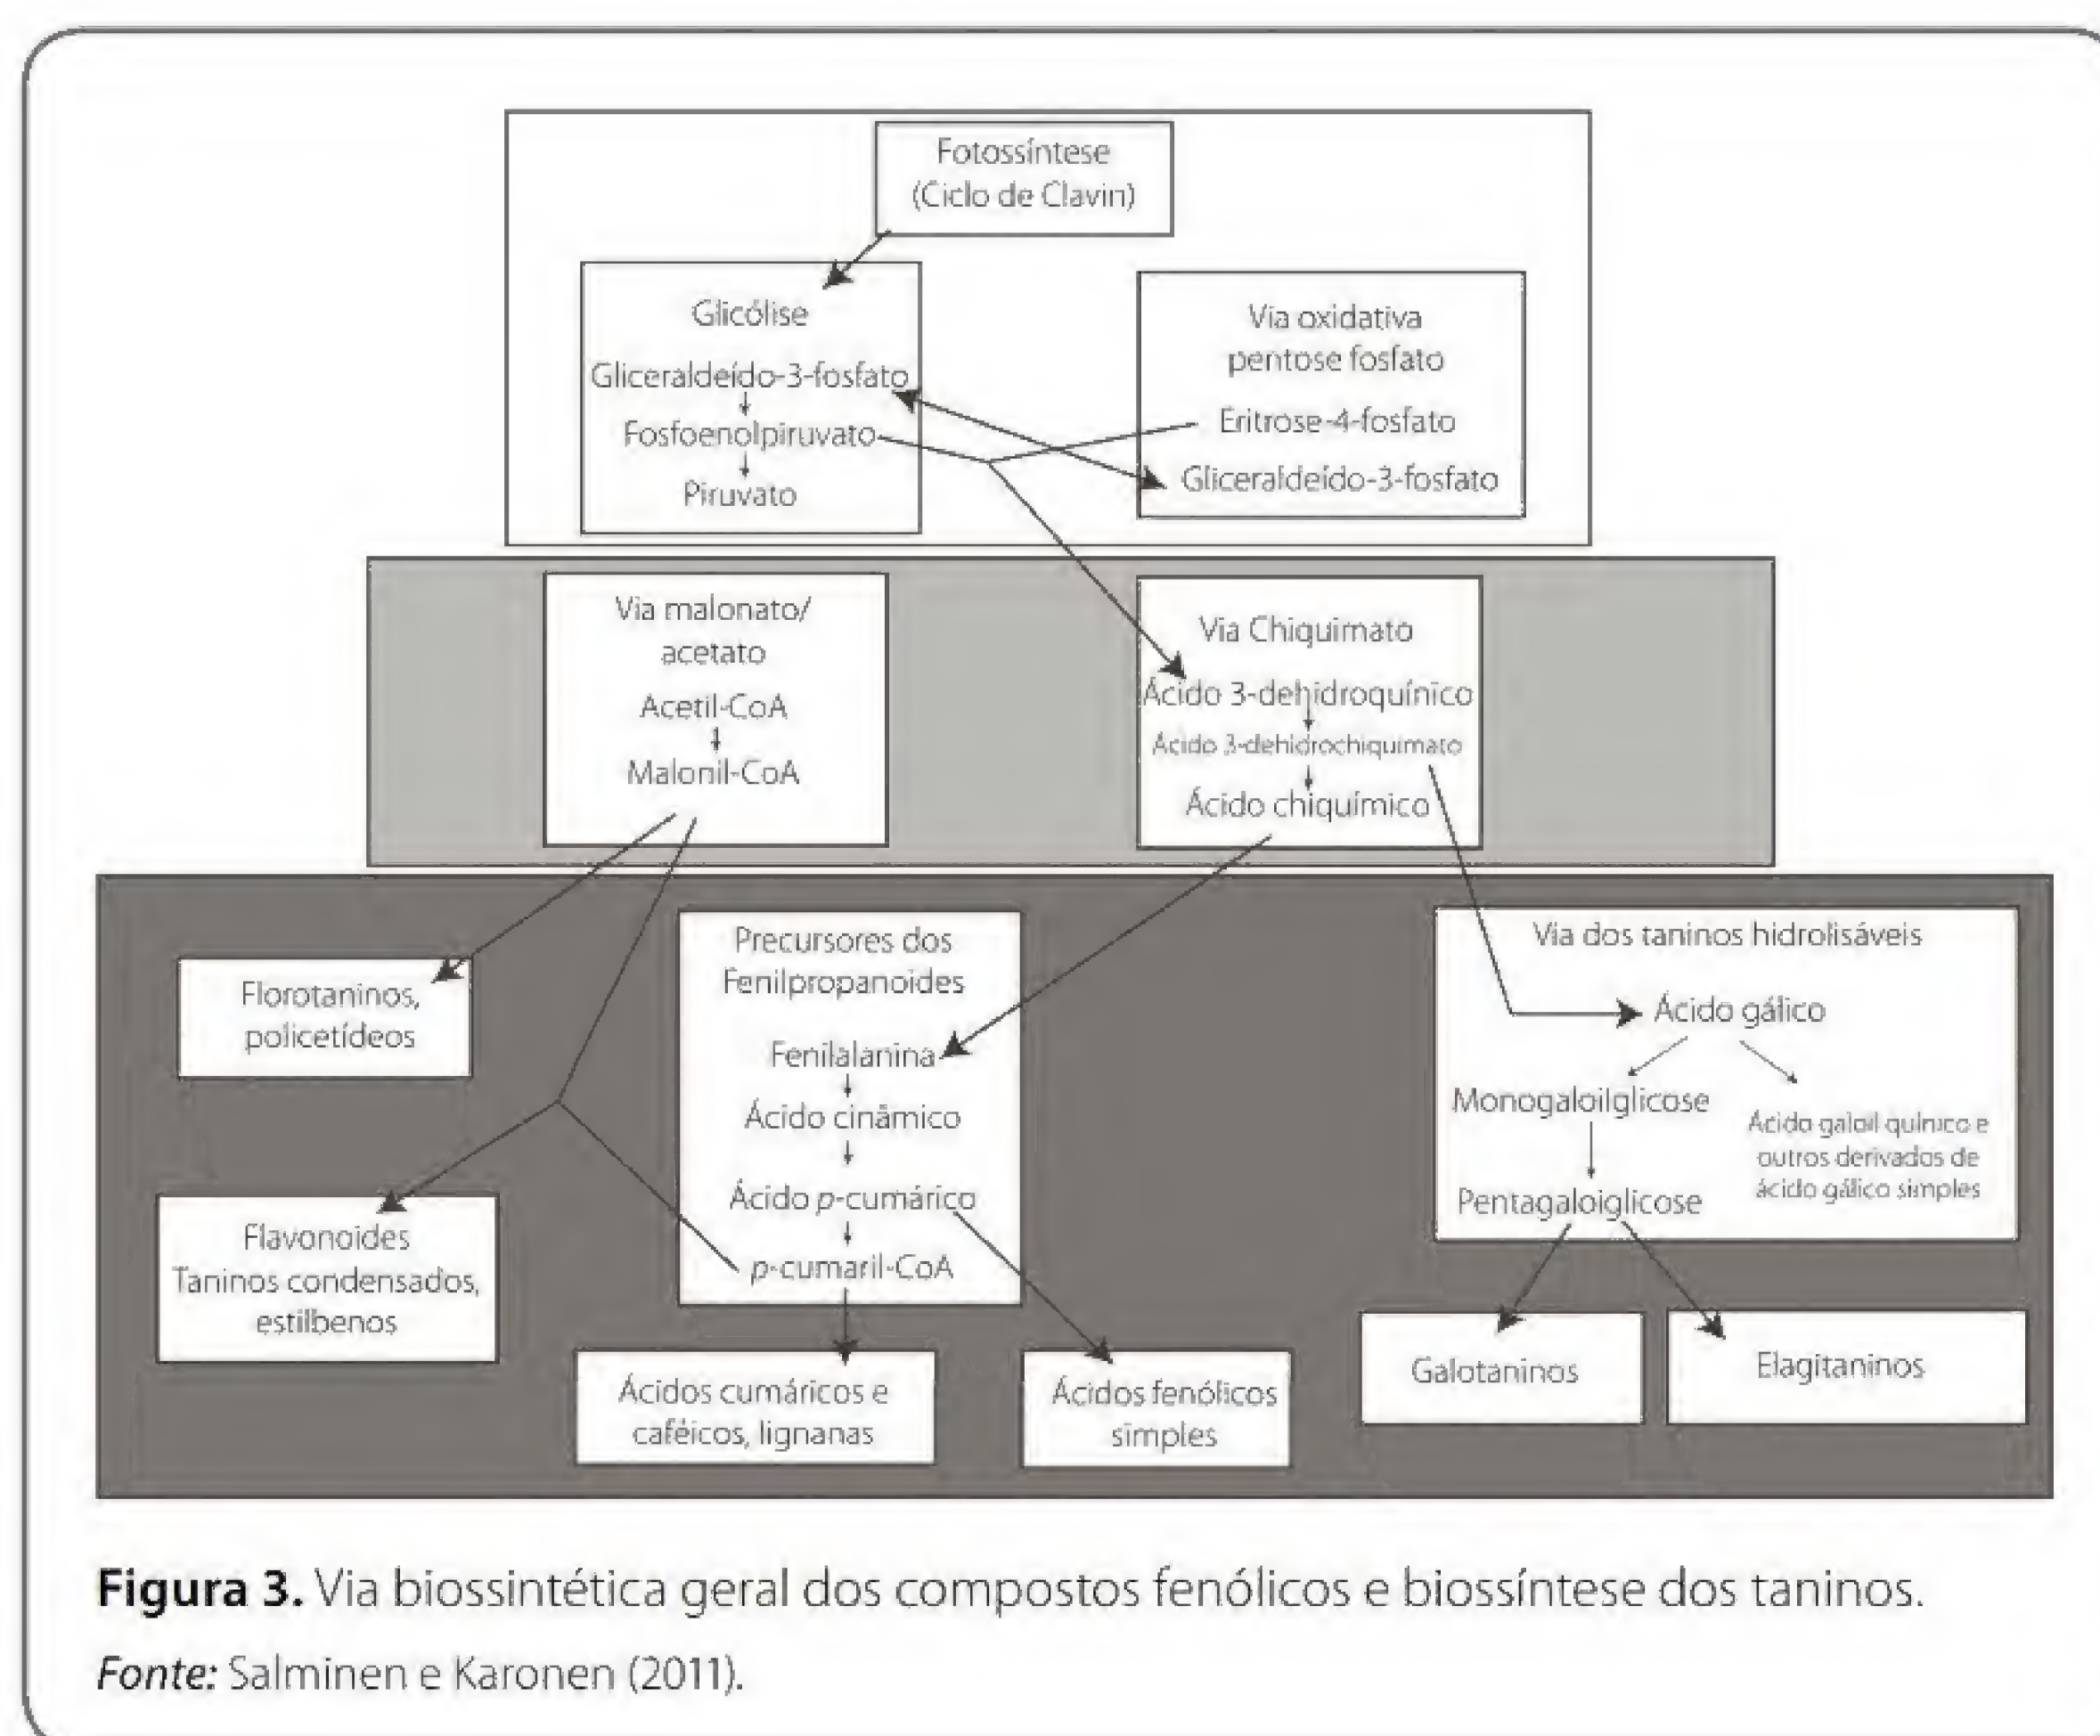 Fotossíntese
(Ciclo de Clavin)
Glicólise
Gliceraldeído-3-fosfato
Fosfoenolpiruvato
Piruvato
Via oxidativa
pentose fosfato
Eritrose-4-fosfato
Gliceraldeído-3-fosfato
Via malonato/
acetato
Acetil-CoA
Malonil-CoA
Via Chiquimato
Ácido 3-dehidroquínico
Ácido 3-dehidrochiquimato
Ácido chiquímico
Florotaninos,
policetídeos
Flavonoides
Taninos condensados,
estilbenos
Precursores dos
Fenilpropanoides
Fenilalanina
Ácido cinâmico
Ácido p-cumárico
p-cumaril-CoA
Ácidos cumáricos e
caféicos, lignanas
Ácidos fenólicos
simples
Via dos taninos hidrolisáveis
Ácido gálico
Monogaloilglicose
Pentagaloiglicose
Ácido galoil químico e
outros derivados de
ácido gálico simples
Galotaninos
Elagitaninos
Figura 3. Via biossintética geral dos compostos fenólicos e biossíntese dos taninos.
Fonte: Salminen e Karonen (2011).